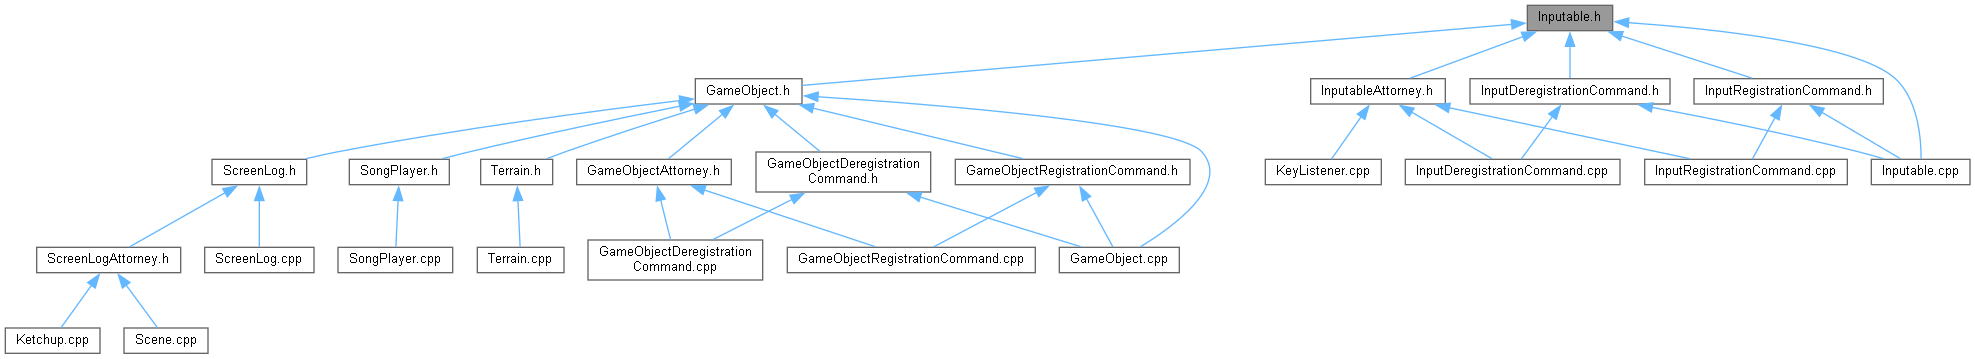 Inputable.h
GameObject.h
InputableAttorney.h
InputDeregistrationCommand.h
InputRegistrationCommand.h
ScreenLog.h
SongPlayer.h
Terrain.h
GameObjectAttorney.h
GameObjectDeregistration
Command.h
GameObjectRegistrationCommand.h
KeyListener.cpp
InputDeregistrationCommand.cpp
InputRegistrationCommand.cpp
Inputable.cpp
ScreenLogAttorney.h
ScreenLog.cpp
SongPlayer.cpp
Terrain.cpp
GameObjectDeregistration
Command.cpp
GameObjectRegistrationCommand.cpp
GameObject.cpp
Ketchup.cpp
Scene.cpp